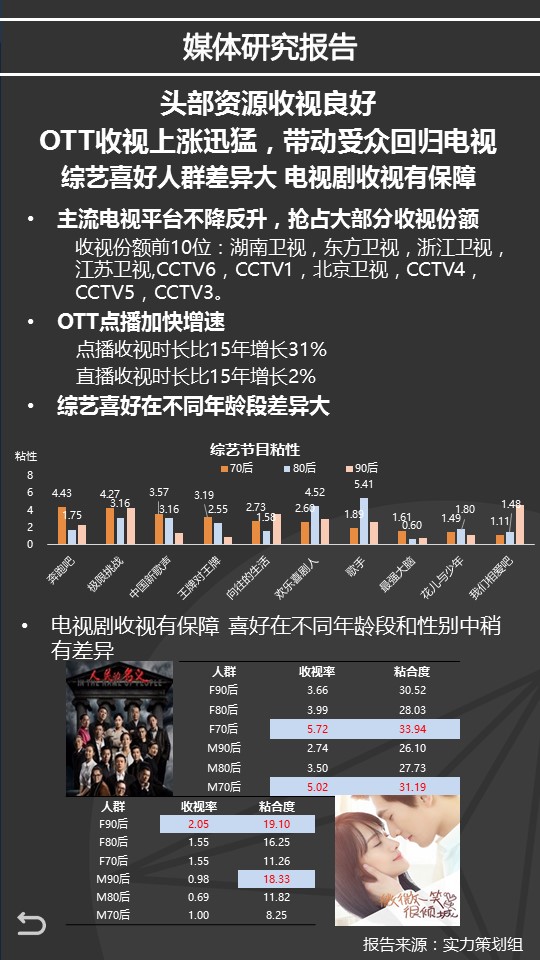 媒体研究报告
头部资源收视良好
OTT收视上涨迅猛，带动受众回归电视
综艺喜好人群差异大 电视剧收视有保障
• 主流电视平台不降反升，抢占大部分收视份额
收视份额前10位：湖南卫视，东方卫视，浙江卫视，
江苏卫视,CCTV6，CCTV1，北京卫视，CCTV4，
CCTV5，CCTV3。
• OTT点播加快增速
点播收视时长比15年增长31%
直播收视时长比15年增长2%
• 综艺喜好在不同年龄段差异大
综艺节目粘性
粘性
70后 80后 90后
8
6
4
2
0
4.43 1.75 4.27 3.16 3.57 3.16 3.19 2.55 2.73 1.58 2.60 4.52 1.89 5.41 1.61 0.60 1.49 1.80 1.11 1.48
奔跑吧 极限挑战 中国新歌声 王牌对王牌 向往的生活 欢乐喜剧人 歌手 最强大脑 花儿与少年 我们相爱吧
• 电视剧收视有保障 喜好在不同年龄段和性别中稍
有差异
人民的名义
IN THE NAME OF PEOPLE
人群 收视率 粘合度
F90后 3.66 30.52
F80后 3.99 28.03
F70后 5.72 33.94
M90后 2.74 26.10
M80后 3.50 27.73
M70后 5.02 31.19
人群 收视率 粘合度
F90后 2.05 19.10
F80后 1.55 16.25
F70后 1.55 11.26
M90后 0.98 18.33
M80后 0.69 11.82
M70后 1.00 8.25
微微一笑
很倾城
报告来源：实力策划组